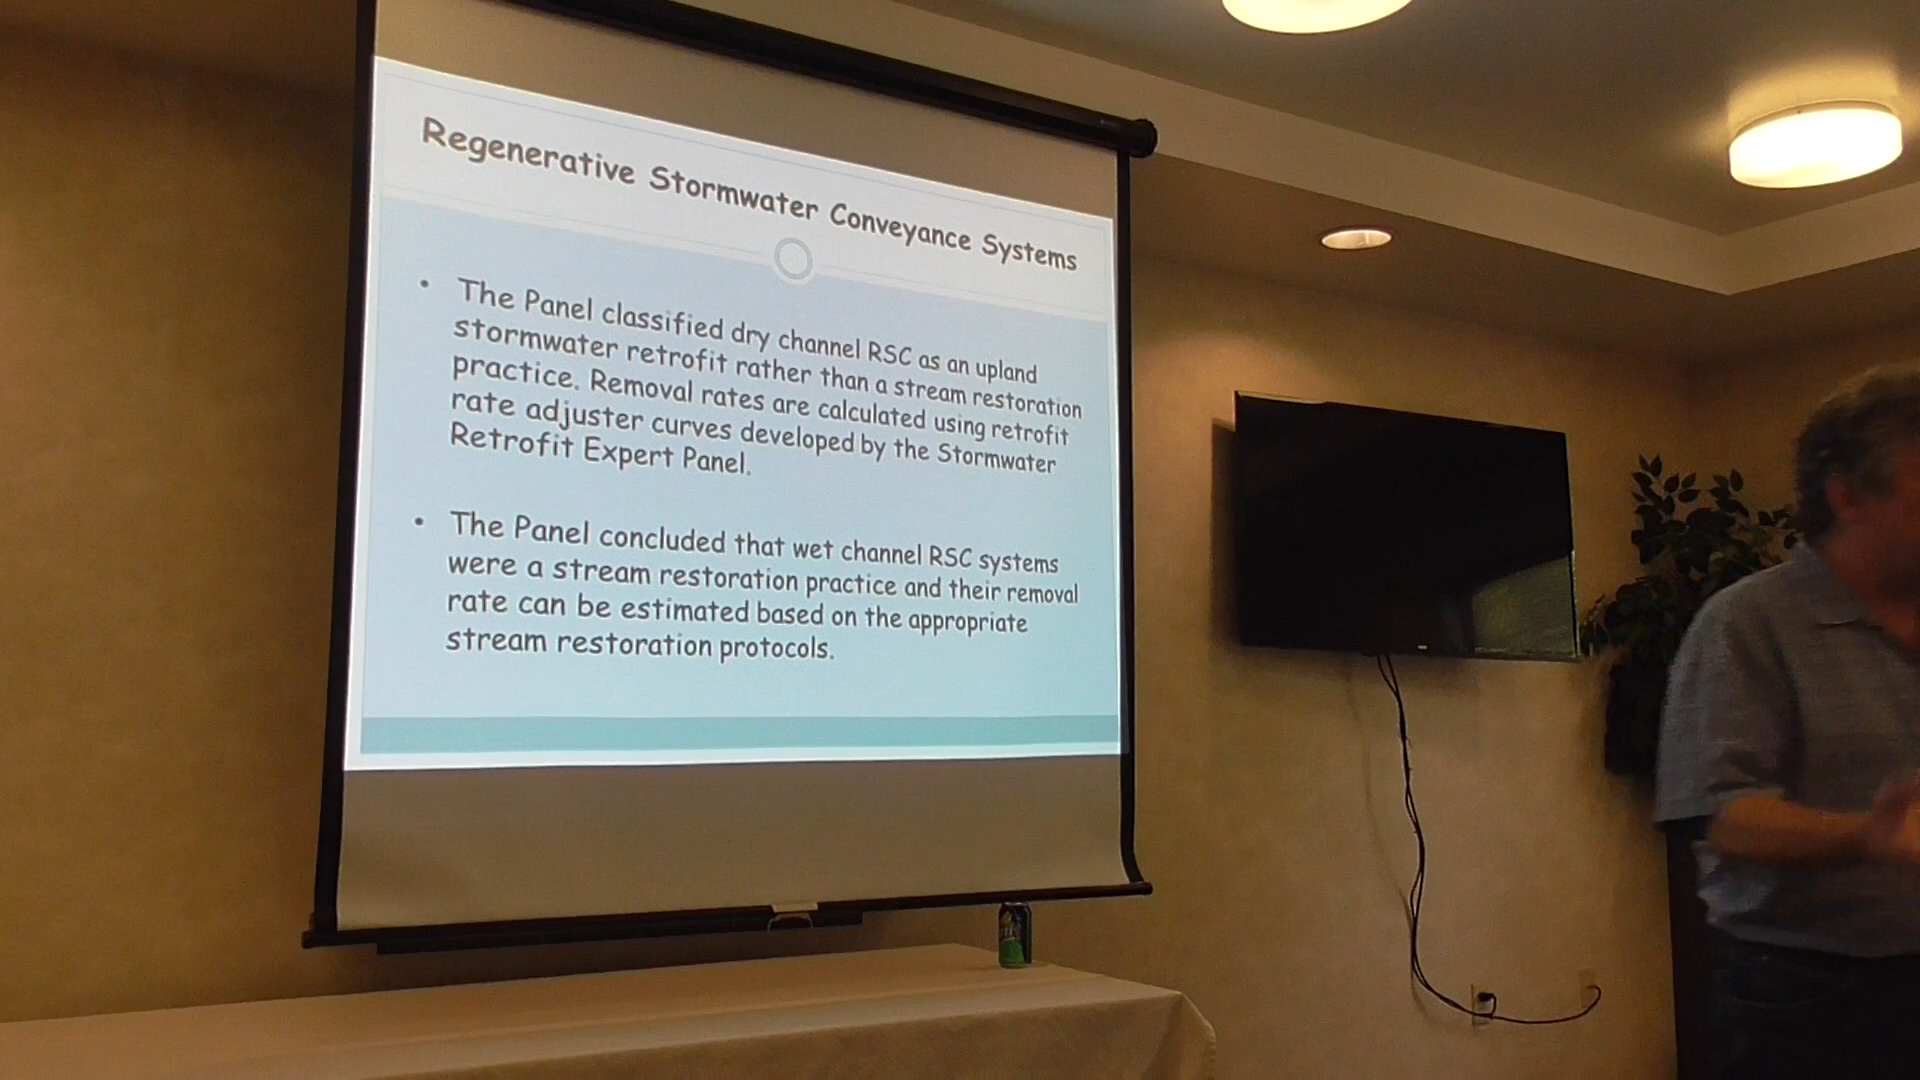 Regenerative Stormwater Conveyance Systems
• The Panel classified dry channel RSC as an upland
stormwater retrofit rather than a stream restoration
practice. Removal rates are calculated using retrofit
rate adjuster curves developed by the Stormwater
Retrofit Expert Panel.
• The Panel concluded that wet channel RSC systems
were a stream restoration practice and their removal
rate can be estimated based on the appropriate
stream restoration protocols.